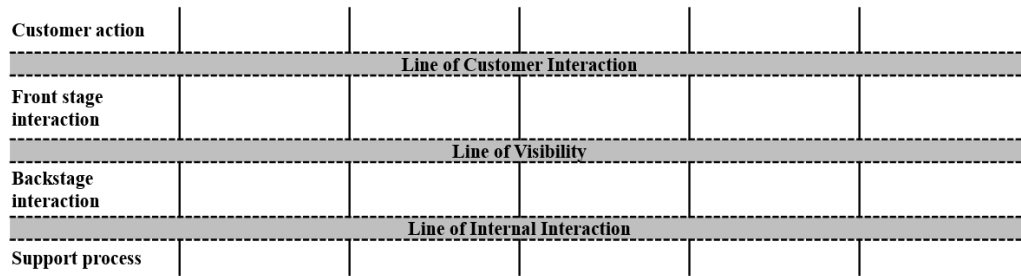 Customer action
Line of Customer Interaction
Front stage
interaction
Line of Visibility
Backstage
interaction
Line of Internal Interaction
Support process